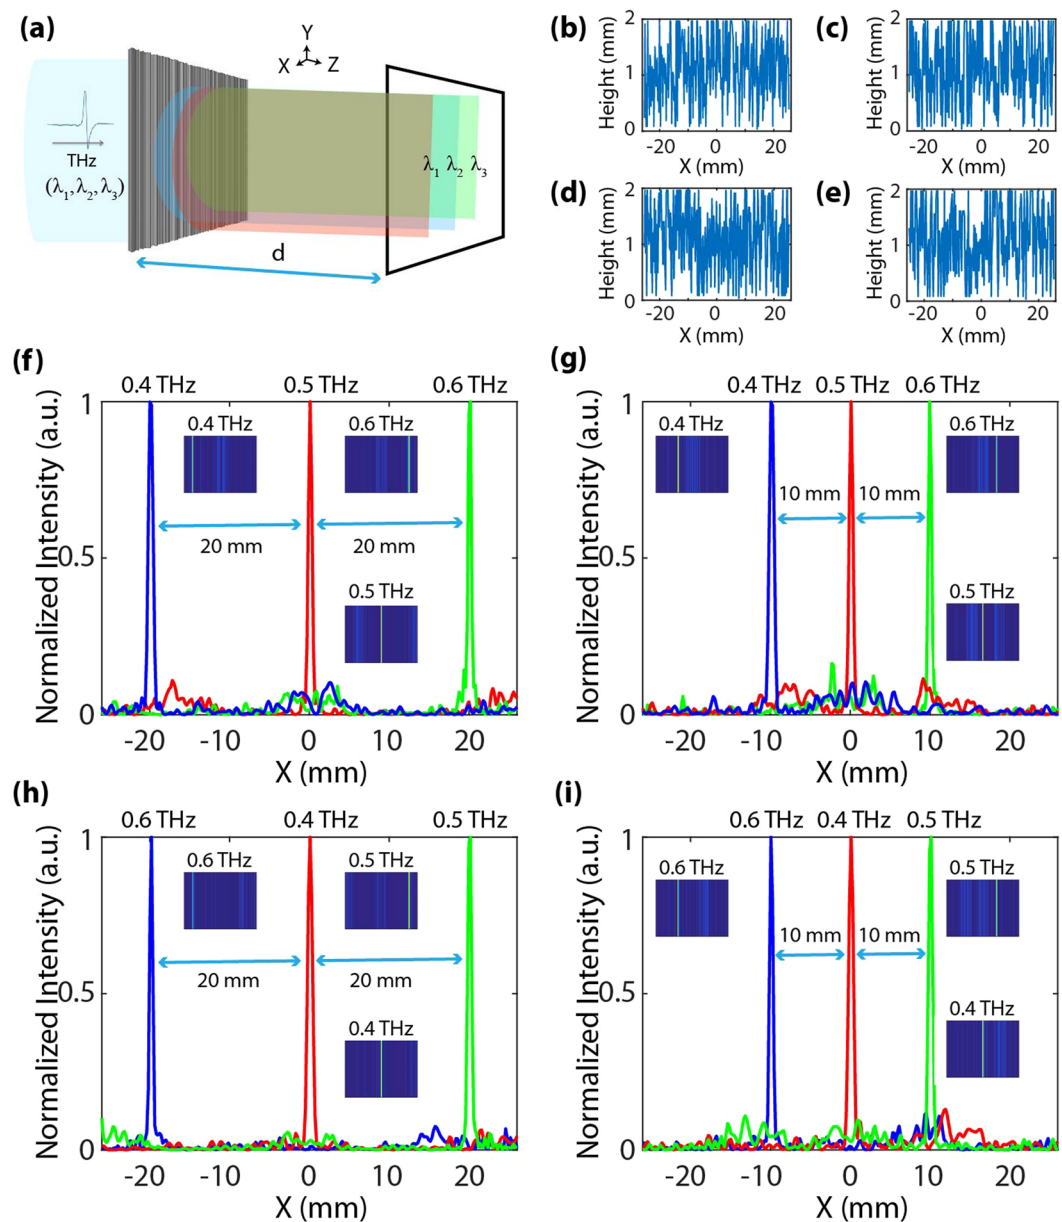 (a)
Y
X
Z
THz
(λ1,λ2,λ3)
λ1 λ2 λ3
d
(b)
Height (mm)
2
1
0
-20
0
20
X (mm)
(c)
Height (mm)
2
1
0
-20
0
20
X (mm)
(d)
Height (mm)
2
1
0
-20
0
20
X (mm)
(e)
Height (mm)
2
1
0
-20
0
20
X (mm)
(f)
0.4 THz
0.5 THz
0.6 THz
Normalized Intensity (a.u.)
1
0.5
0
0.4 THz
0.6 THz
20 mm
20 mm
0.5 THz
-20
-10
0
10
20
X (mm)
(g)
0.4 THz
0.5 THz
0.6 THz
Normalized Intensity (a.u.)
1
0.5
0
0.4 THz
0.6 THz
10 mm
10 mm
0.5 THz
-20
-10
0
10
20
X (mm)
(h)
0.6 THz
0.4 THz
0.5 THz
Normalized Intensity (a.u.)
1
0.5
0
0.6 THz
0.5 THz
20 mm
20 mm
0.4 THz
-20
-10
0
10
20
X (mm)
(i)
0.6 THz
0.4 THz
0.5 THz
Normalized Intensity (a.u.)
1
0.5
0
0.6 THz
0.5 THz
10 mm
10 mm
0.4 THz
-20
-10
0
10
20
X (mm)